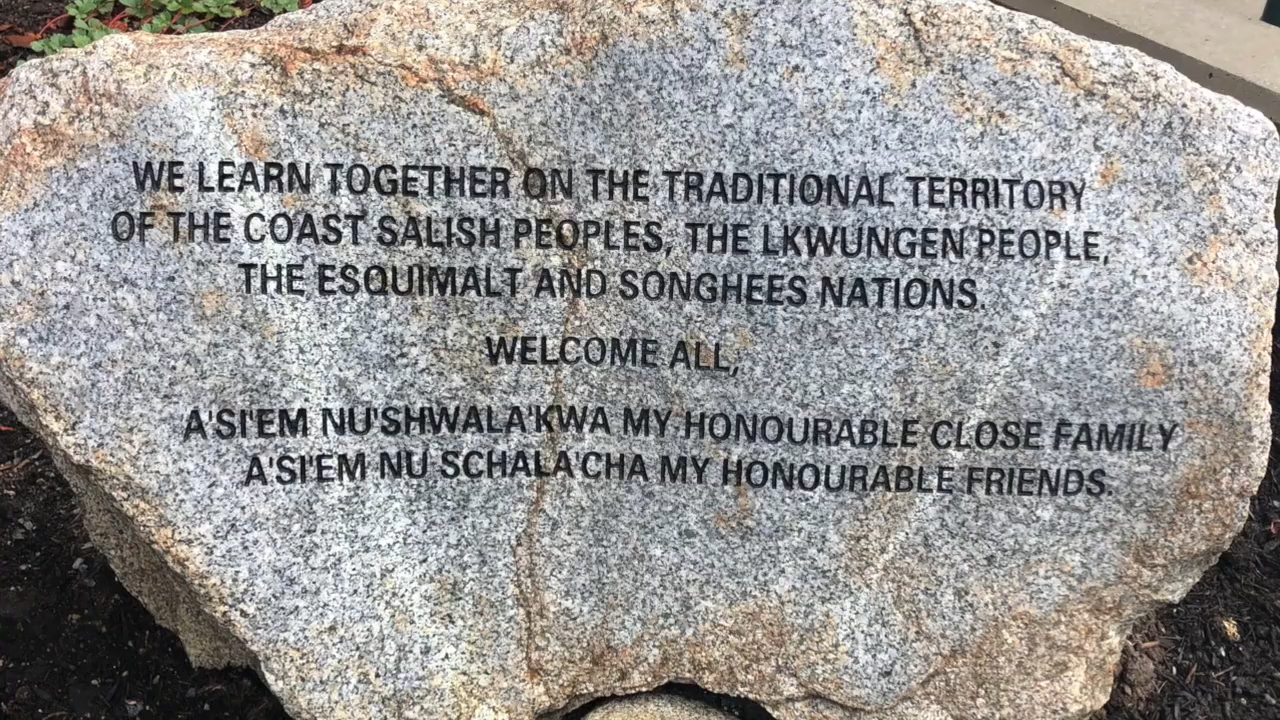 WE LEARN TOGETHER ON THE TRADITIONAL TERRITORY
OF THE COAST SALISH PEOPLES, THE LKWUNGEN PEOPLE,
THE ESQUIMALT AND SONGHEES NATIONS.
WELCOME ALL,
A'SI'EM NU'SHWALA'KWA MY HONOURABLE CLOSE FAMILY
A'SI'EM NU SCHALA'CHA MY HONOURABLE FRIENDS.